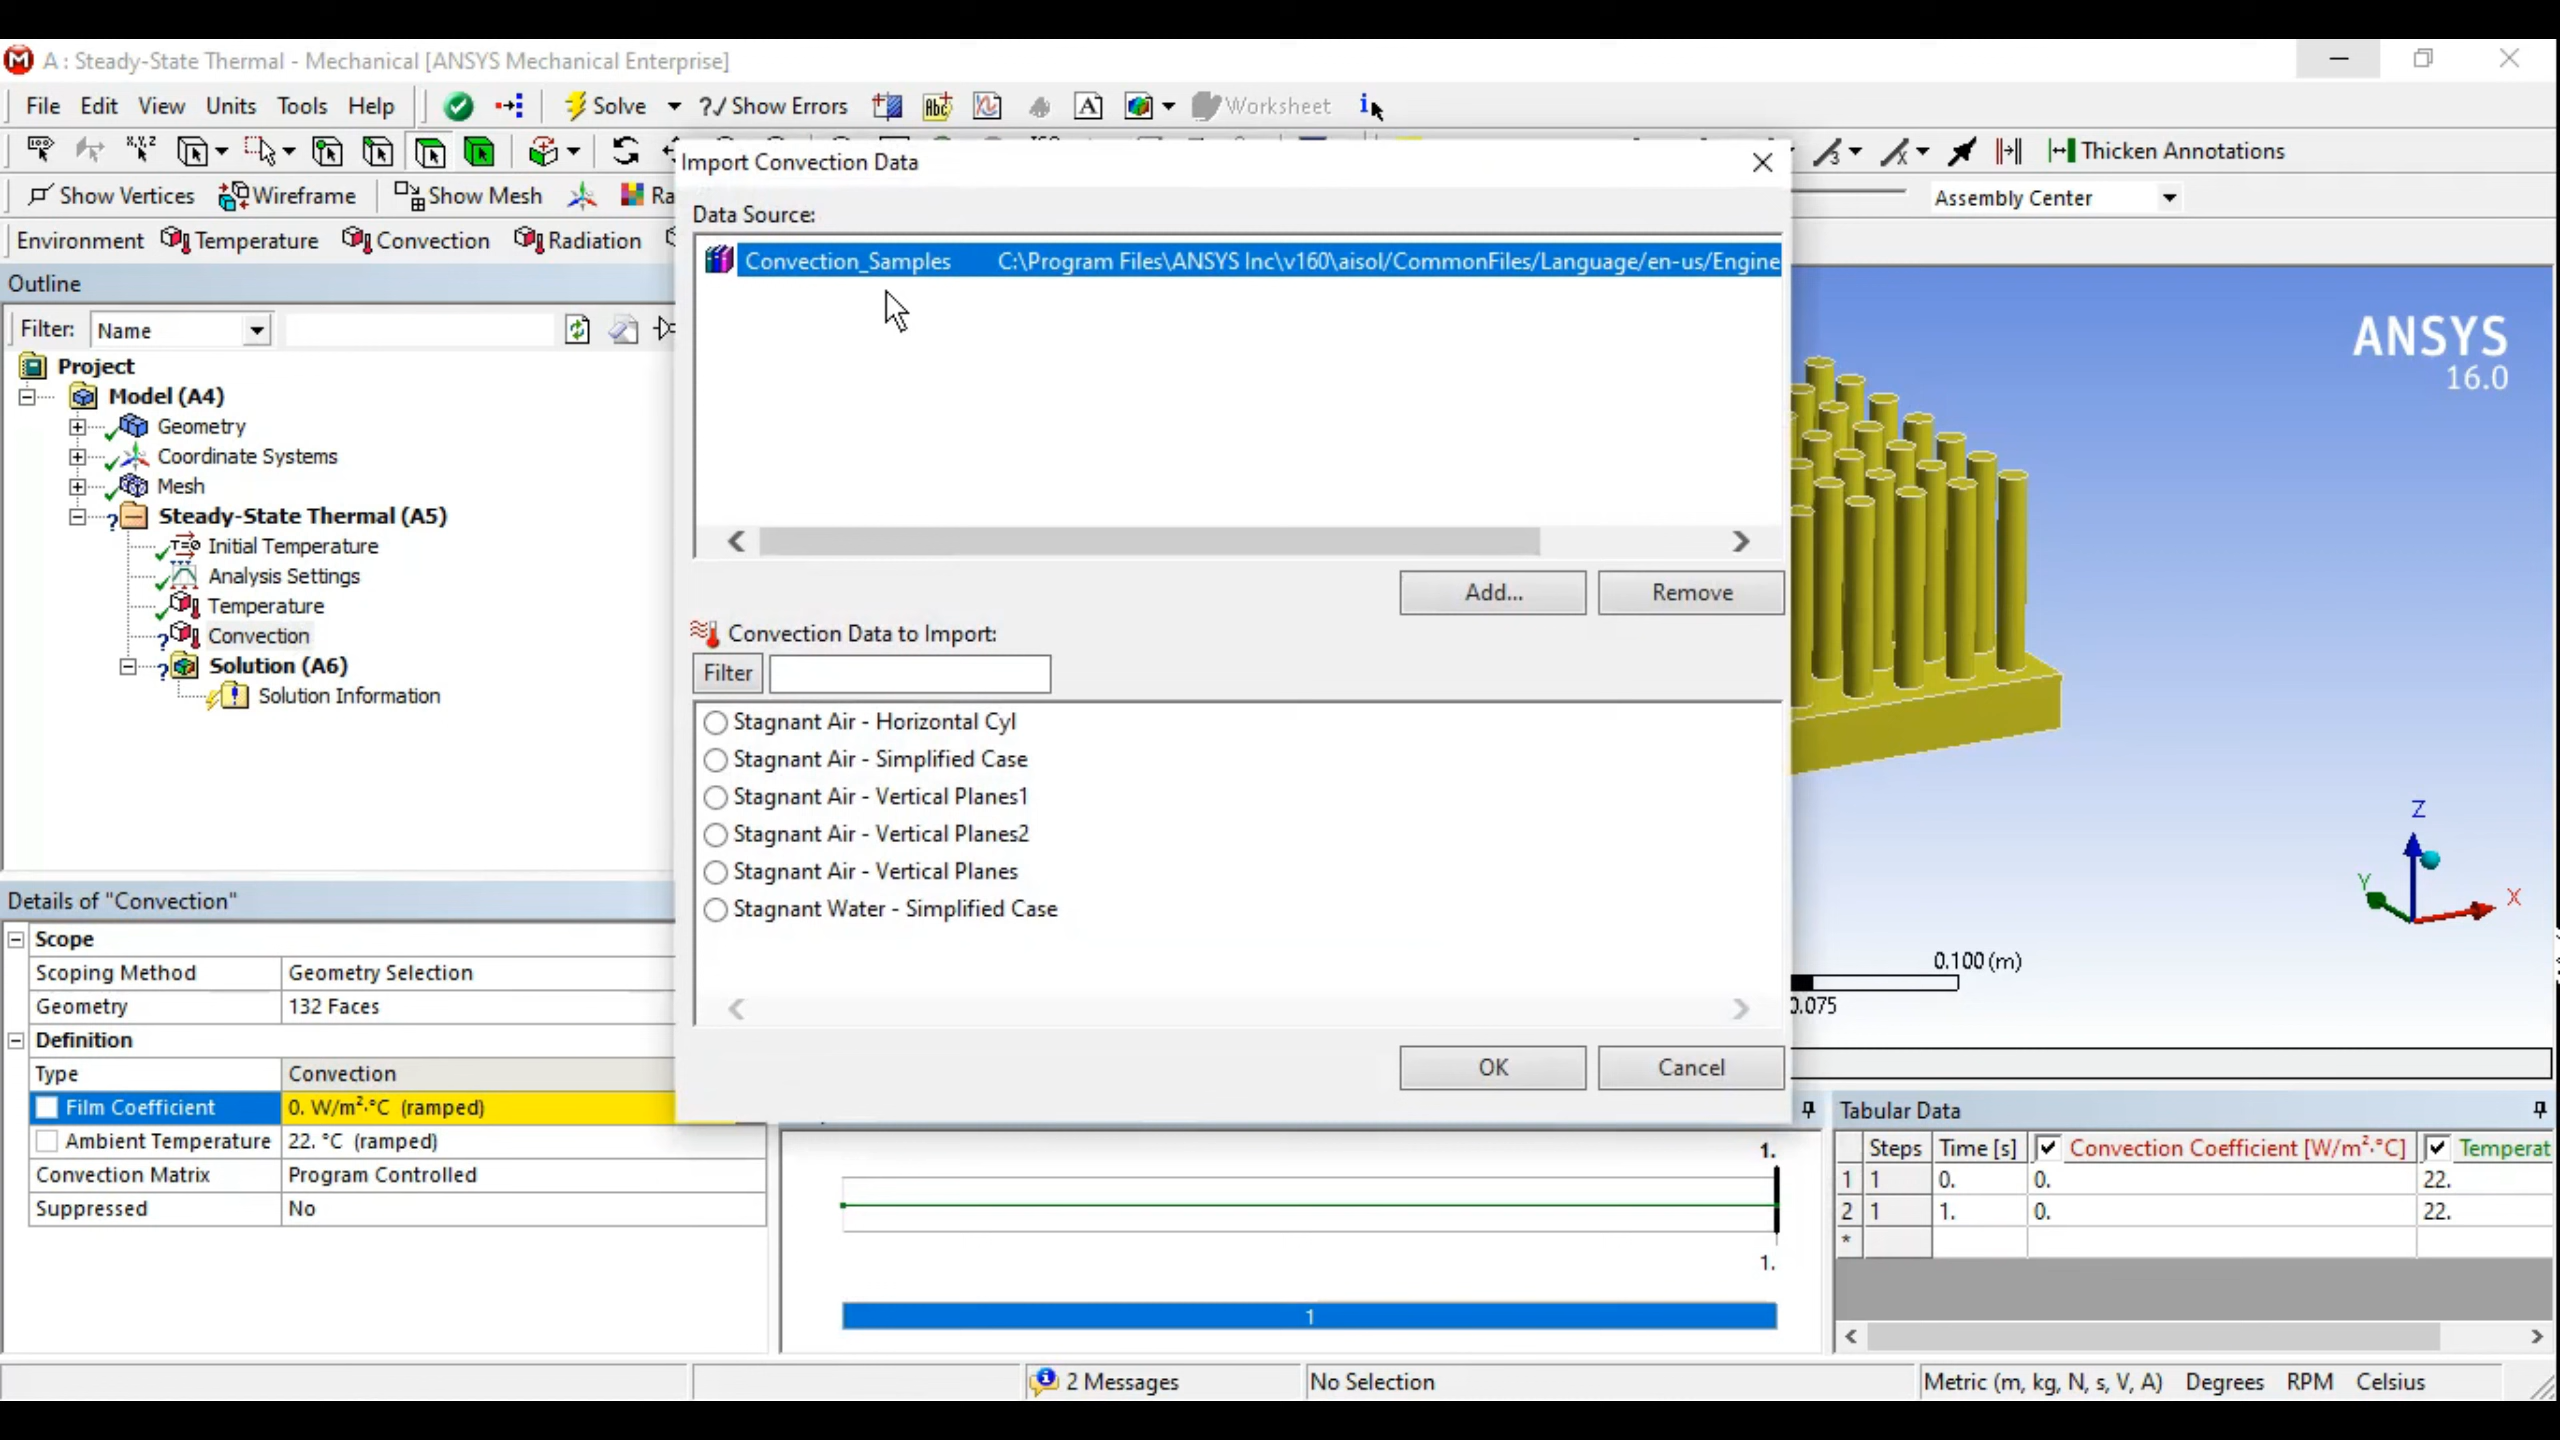 A : Steady-State Thermal - Mechanical [ANSYS Mechanical Enterprise]
File Edit View Units Tools Help Solve ?✓ Show Errors Worksheet
Thicken Annotations
Show Vertices Wireframe Show Mesh Ra Assembly Center
Environment Temperature Convection Radiation
Import Convection Data
Data Source:
Convection_Samples C:\Program Files\ANSYS Inc\v160\aisol/CommonFiles/Language/en-us/Engine
Add... Remove
Convection Data to Import:
Filter
Stagnant Air - Horizontal Cyl
Stagnant Air - Simplified Case
Stagnant Air - Vertical Planes1
Stagnant Air - Vertical Planes2
Stagnant Air - Vertical Planes
Stagnant Water - Simplified Case
OK Cancel
Outline
Filter: Name
Project
Model (A4)
Geometry
Coordinate Systems
Mesh
Steady-State Thermal (A5)
Initial Temperature
Analysis Settings
Temperature
Convection
Solution (A6)
Solution Information
ANSYS
16.0
Z
Y
X
0.100 (m)
0.075
Details of "Convection"
Scope
Scoping Method Geometry Selection
Geometry 132 Faces
Definition
Type Convection
Film Coefficient 0. W/m²·°C (ramped)
Ambient Temperature 22. °C (ramped)
Convection Matrix Program Controlled
Suppressed No
1.
1.
1
Tabular Data
Steps Time [s] Convection Coefficient [W/m²·°C] Temperat
1 1 0. 0. 22.
2 1 1. 0. 22.
*
2 Messages No Selection Metric (m, kg, N, s, V, A) Degrees RPM Celsius